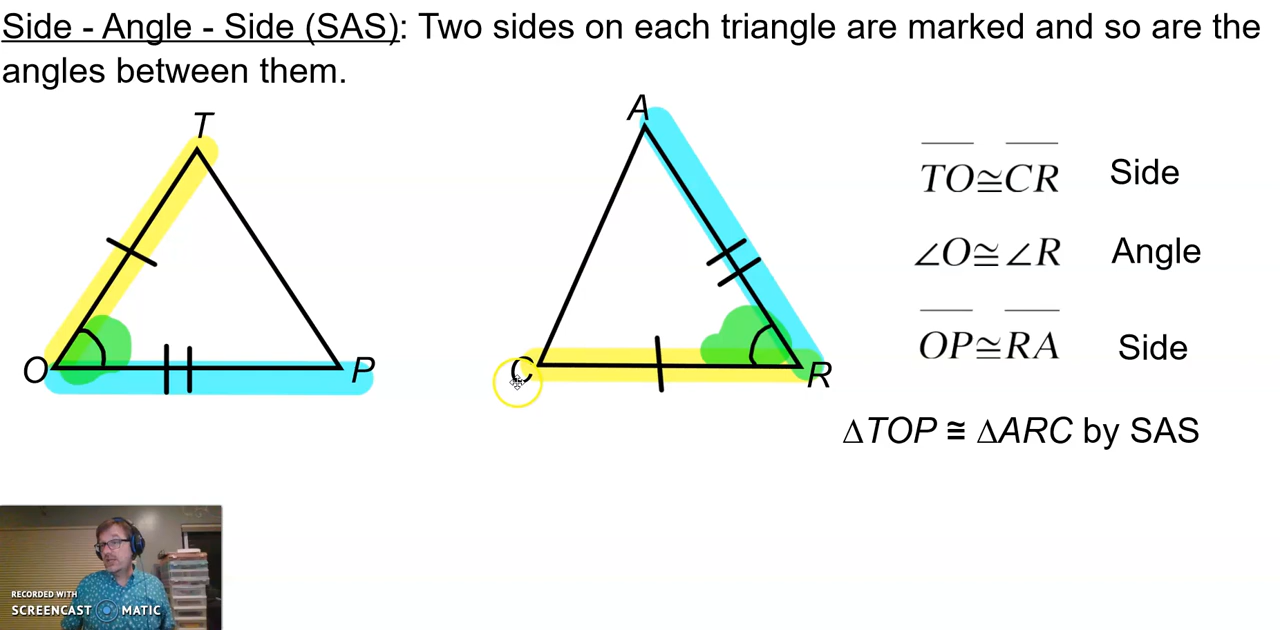 Side - Angle - Side (SAS): Two sides on each triangle are marked and so are the
angles between them.
T
O
P
A
C
R
TO≅CR Side
∠O≅∠R Angle
OP≅RA Side
ΔTOP ≅ ΔARC by SAS
RECORDED WITH
SCREENCAST MATIC